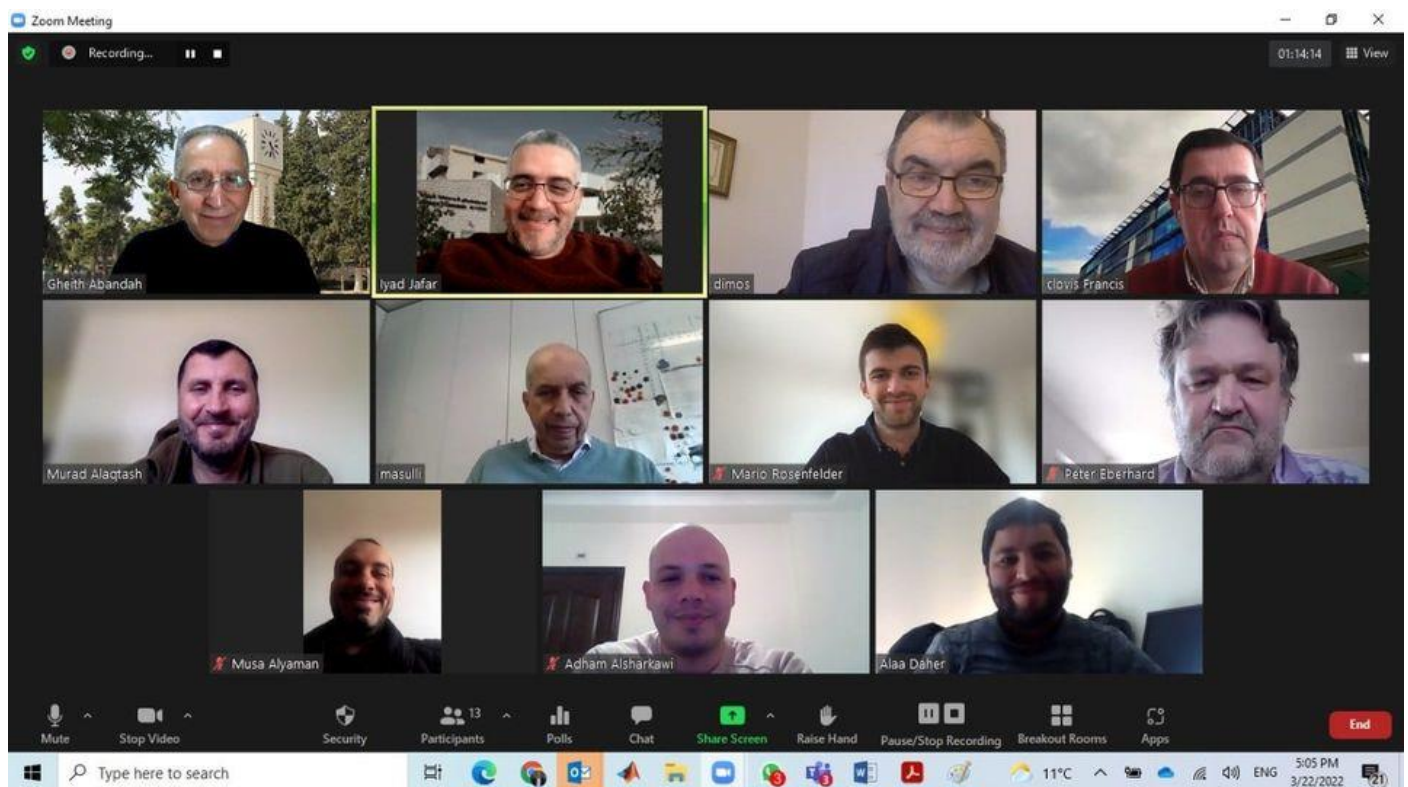 Zoom Meeting
Recording...
01:14:14
View
Gheith Abandah
Iyad Jafar
dimos
clovis Francis
Murad Alaqtash
masulli
Mario Rosenfelder
Peter Eberhard
Musa Alyaman
Adham Alsharkawi
Alaa Daher
Mute
Stop Video
Security
Participants
13
Polls
Chat
Share Screen
Raise Hand
Pause/Stop Recording
Breakout Rooms
Apps
End
Type here to search
3
11°C
ENG
5:05 PM
3/22/2022
21